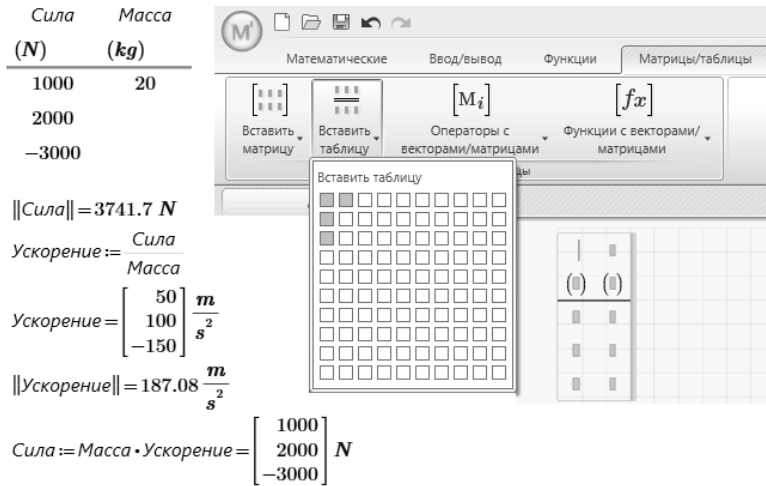 Сила Масса
(N) (kg)
1000 20
2000
−3000
‖Сила‖ = 3741.7 N
Ускорение := Сила / Масса
Ускорение = [50 100 −150] m/s²
‖Ускорение‖ = 187.08 m/s²
Сила := Масса • Ускорение = [1000 2000 −3000] N
M'
Математические Ввод/вывод Функции Матрицы/таблицы
[M i] [fx]
Вставить Вставить Операторы с Функции с векторами/
матрицу таблицу векторами/матрицами матрицами
цы
Вставить таблицу
() ()